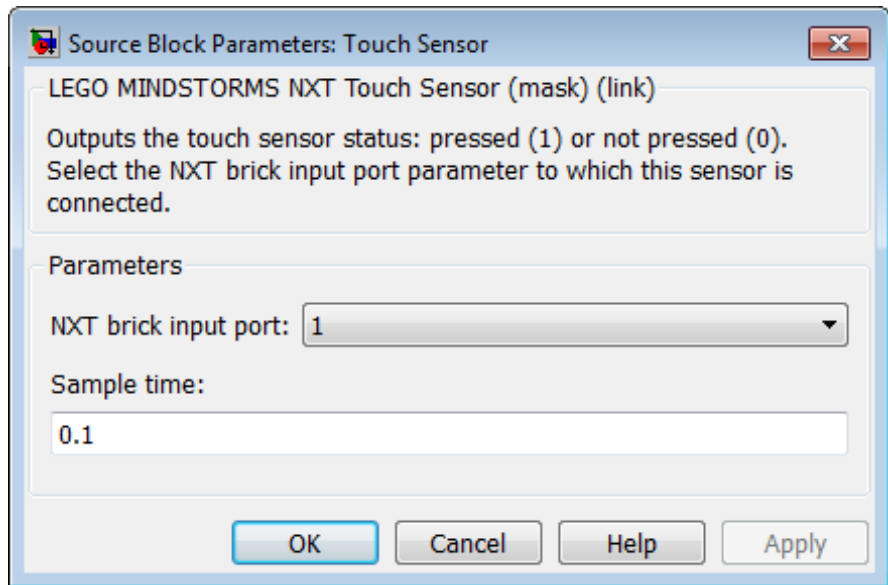 Source Block Parameters: Touch Sensor
LEGO MINDSTORMS NXT Touch Sensor (mask) (link)
Outputs the touch sensor status: pressed (1) or not pressed (0).
Select the NXT brick input port parameter to which this sensor is
connected.
Parameters
NXT brick input port: 1
Sample time:
0.1
OK Cancel Help Apply